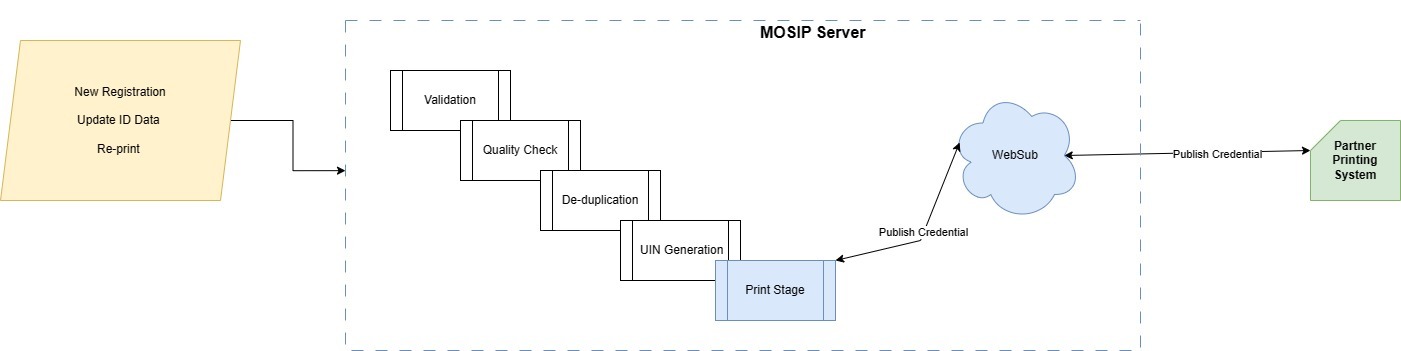 MOSIP Server
New Registration
Update ID Data
Re-print
Validation
Quality Check
De-duplication
UIN Generation
Print Stage
Publish Credential
WebSub
Publish Credential
Partner
Printing
System